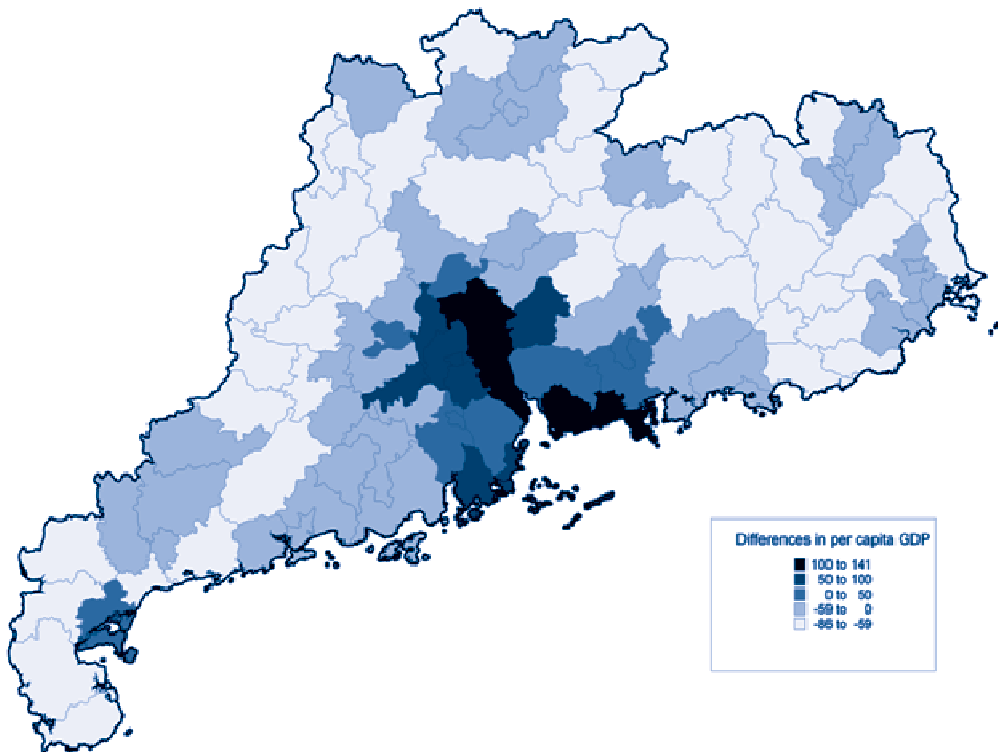 Differences in per capita GDP
100 to 141
50 to 100
0 to 50
-59 to 0
-86 to -59